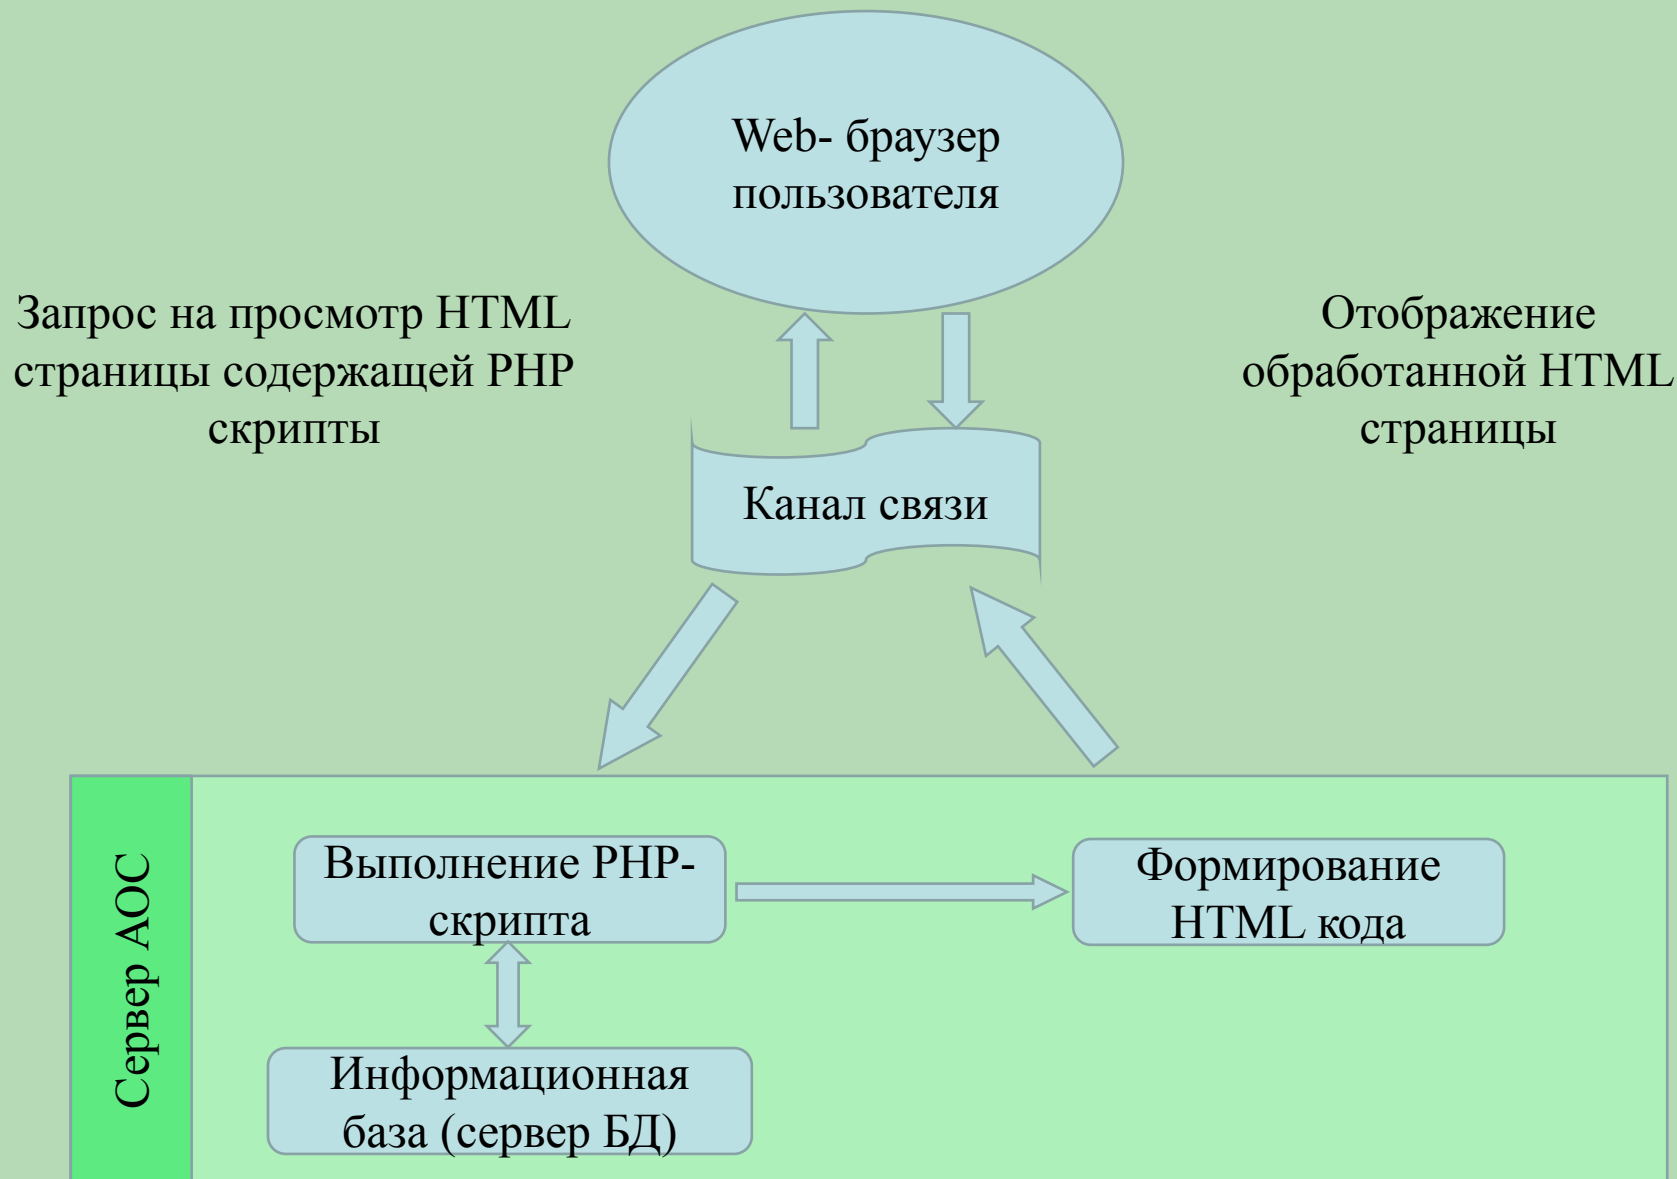 Web- браузер
пользователя
Запрос на просмотр HTML
страницы содержащей PHP
скрипты
Отображение
обработанной HTML
страницы
Канал связи
Сервер АОС
Выполнение PHP-
скрипта
Формирование
HTML кода
Информационная
база (сервер БД)